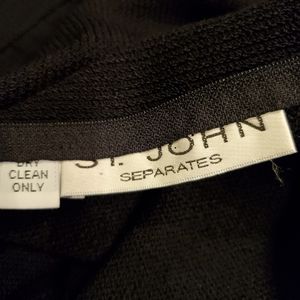 DRY
CLEAN
ONLY
ST. JOHN
SEPARATES